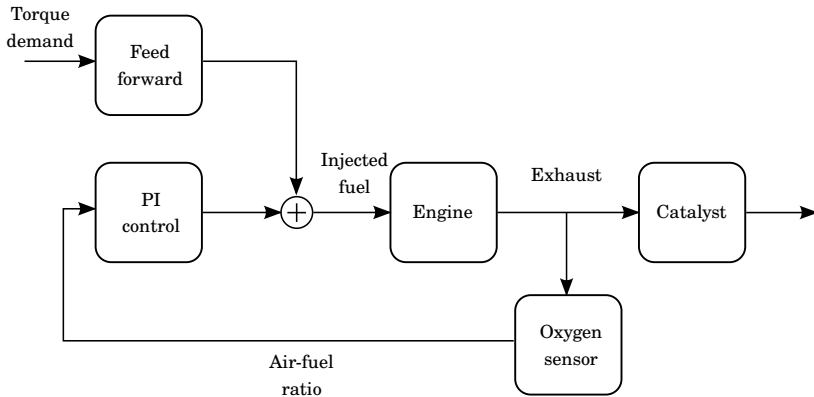 Torque
demand
Feed
forward
PI
control
+
Injected
fuel
Engine
Exhaust
Catalyst
Oxygen
sensor
Air-fuel
ratio